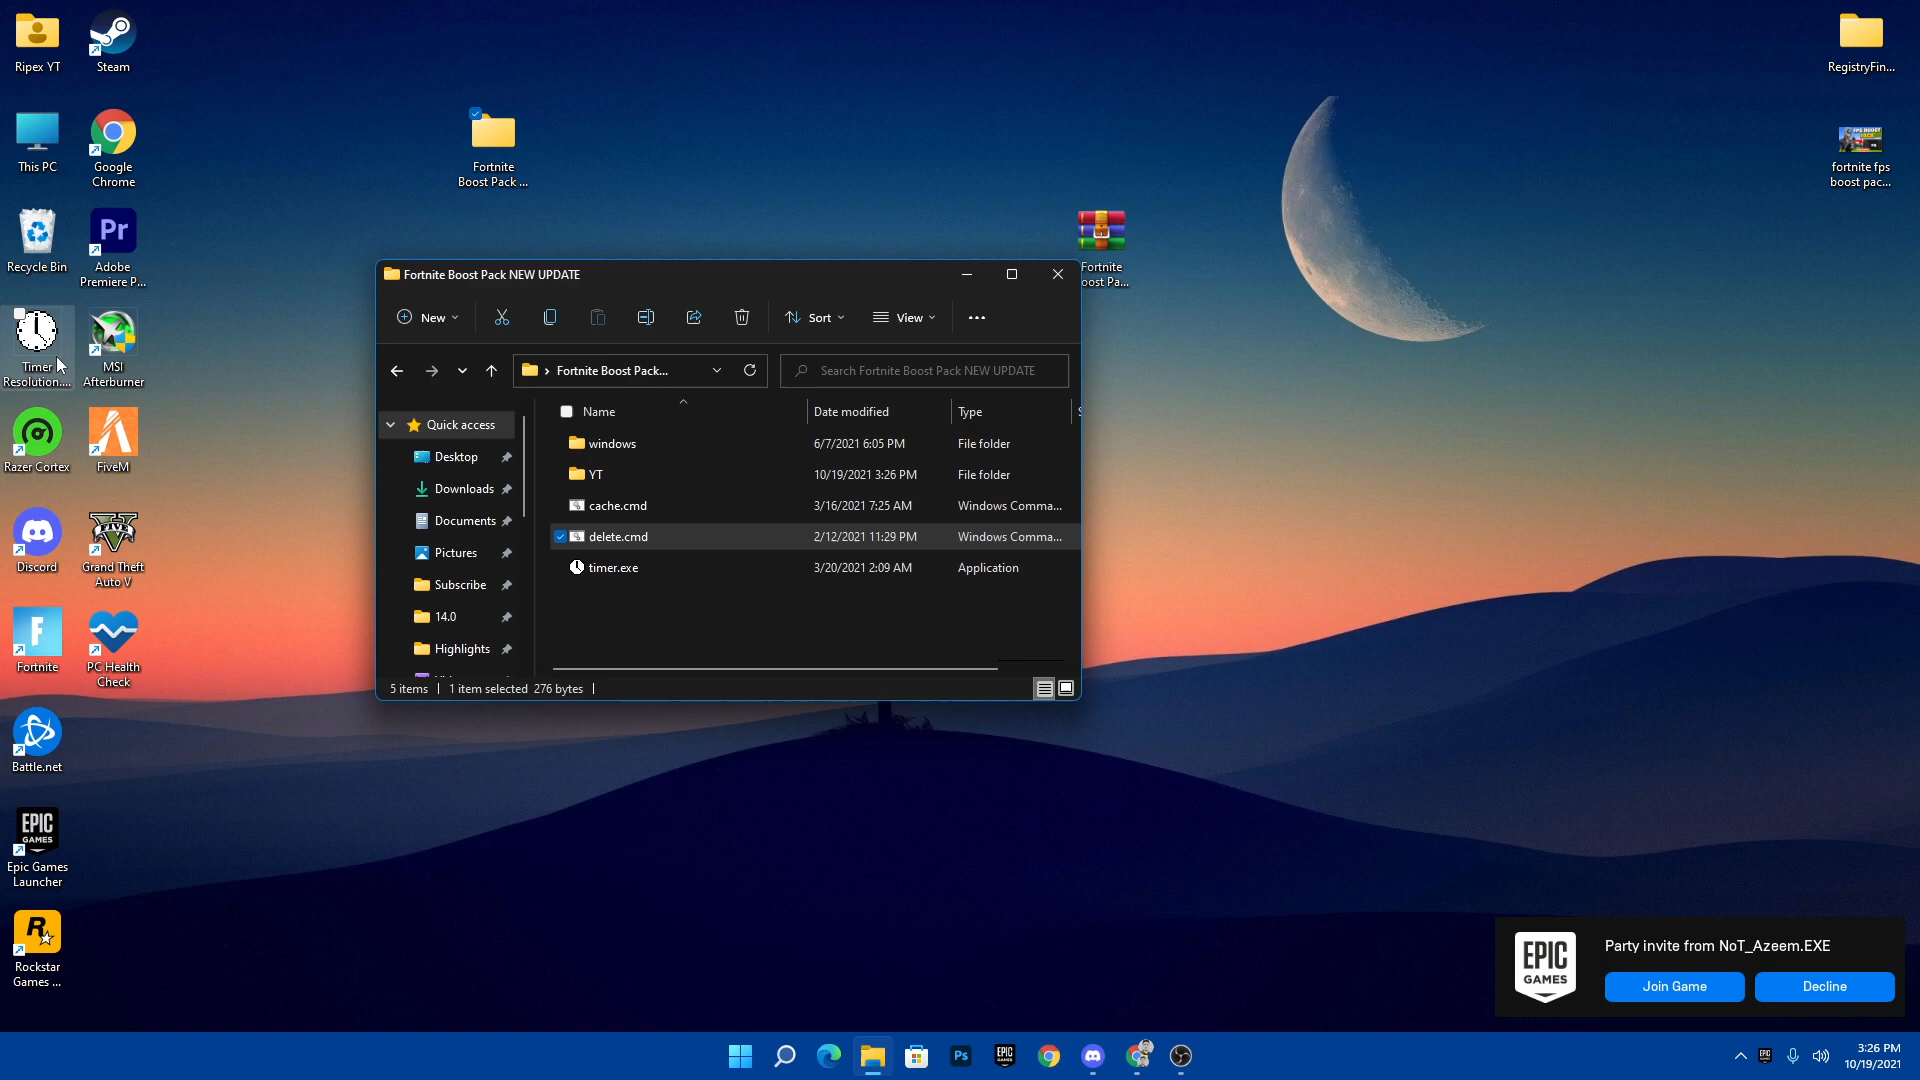 Ripex YT
Steam
This PC
Google
Chrome
Recycle Bin
Pr
Adobe
Premiere P...
Timer
Resolution....
MSI
Afterburner
Razer Cortex
FiveM
Discord
FIVE
Grand Theft
Auto V
Fortnite
PC Health
Check
Battle.net
EPIC
GAMES
Epic Games
Launcher
Rockstar
Games ...
Fortnite
Boost Pack ...
Fortnite
oost Pa...
RegistryFin...
fortnite fps
boost pac...
Fortnite Boost Pack NEW UPDATE
New
Sort
View
Fortnite Boost Pack...
Search Fortnite Boost Pack NEW UPDATE
Quick access
Desktop
Downloads
Documents
Pictures
Subscribe
14.0
Highlights
Name Date modified Type
windows 6/7/2021 6:05 PM File folder
YT 10/19/2021 3:26 PM File folder
cache.cmd 3/16/2021 7:25 AM Windows Comma...
delete.cmd 2/12/2021 11:29 PM Windows Comma...
timer.exe 3/20/2021 2:09 AM Application
5 items 1 item selected 276 bytes
EPIC
GAMES
Party invite from NoT_Azeem.EXE
Join Game
Decline
Ps
3:26 PM
10/19/2021